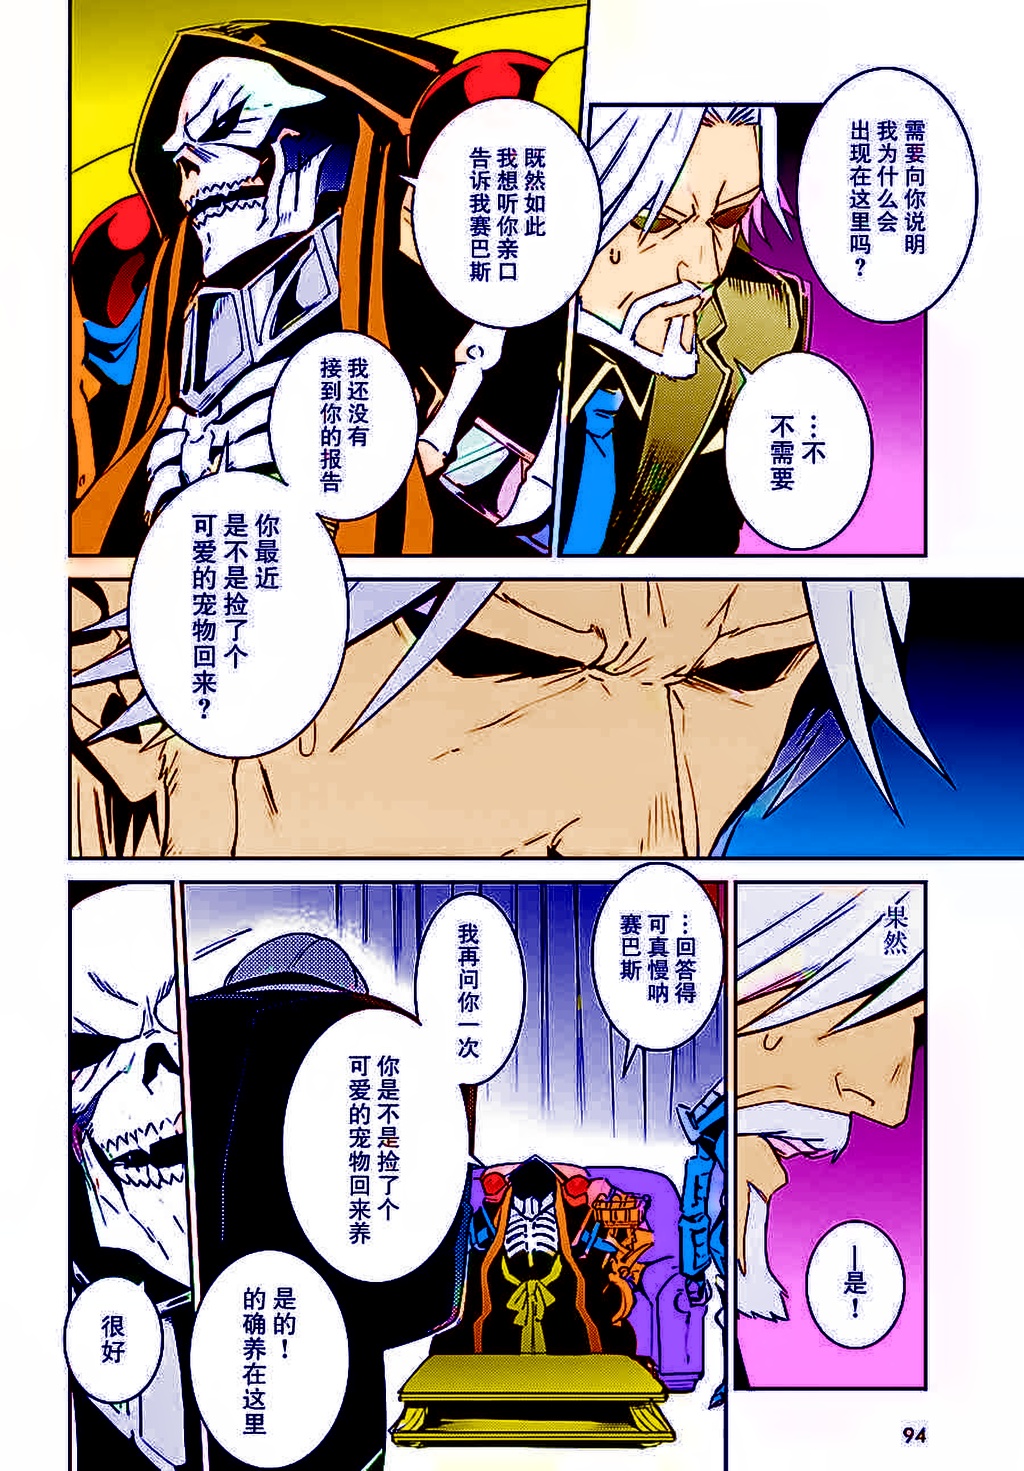 需要向你说明
我为什么会
出现在这里吗？
…不
不需要
既然如此
我想听你亲口
告诉我赛巴斯
我还没有
接到你的报告
你最近
是不是捡了个
可爱的宠物回来？
果然
—是！
…回答得
可真慢呐
赛巴斯
我再问你一次
你是不是捡了个
可爱的宠物回来养
是的！
的确养在这里
很好
94